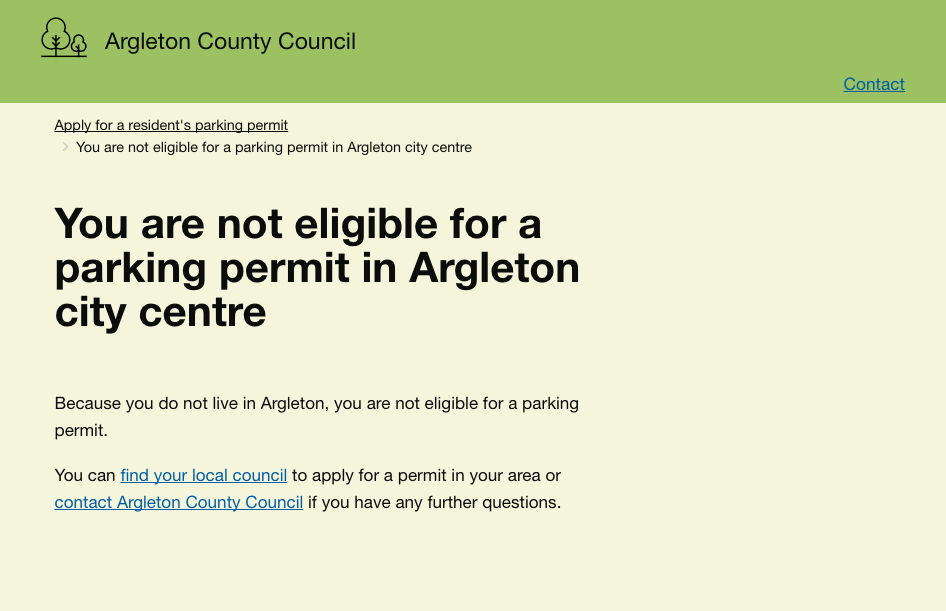 Argleton County Council
Contact
Apply for a resident's parking permit
You are not eligible for a parking permit in Argleton city centre
You are not eligible for a
parking permit in Argleton
city centre
Because you do not live in Argleton, you are not eligible for a parking
permit.
You can find your local council to apply for a permit in your area or
contact Argleton County Council if you have any further questions.